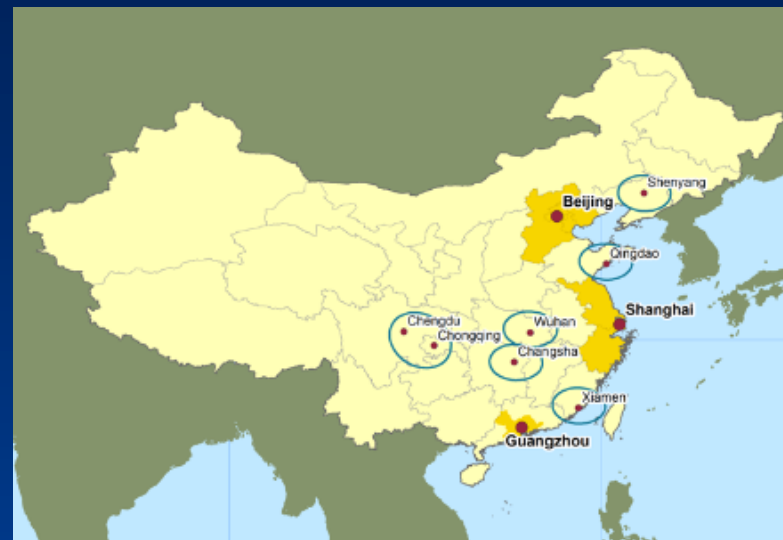 Shenyang
Beijing
Qingdao
Shanghai
Chengdu
Wuhan
Chongqing
Changsha
Xiamen
Guangzhou